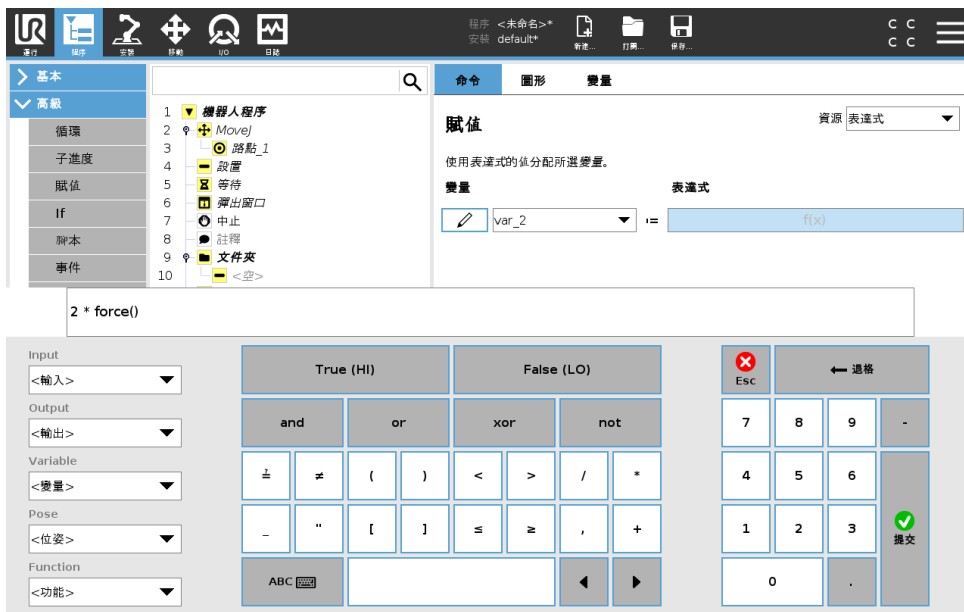 UR
運行
程序
安裝
移動
I/O
日誌
程序 <未命名>*
安裝 default*
新建...
打開...
保存...
C C
C C
基本
高級
循環
子進度
賦值
If
腳本
事件
1 機器人程序
2 MoveJ
3 路點_1
4 設置
5 等待
6 彈出窗口
7 中止
8 註釋
9 文件夾
10 <空>
命令 圖形 變量
賦值
資源 表達式
使用表達式的值分配所選變量。
變量 表達式
var_2 := f(x)
2 * force()
Input
<輸入>
Output
<輸出>
Variable
<變量>
Pose
<位姿>
Function
<功能>
True (HI) False (LO)
and or xor not
≟ ≠ ( ) < > / *
_ " [ ] ≤ ≥ , +
ABC
Esc 退格
7 8 9 -
4 5 6
1 2 3 提交
0 .